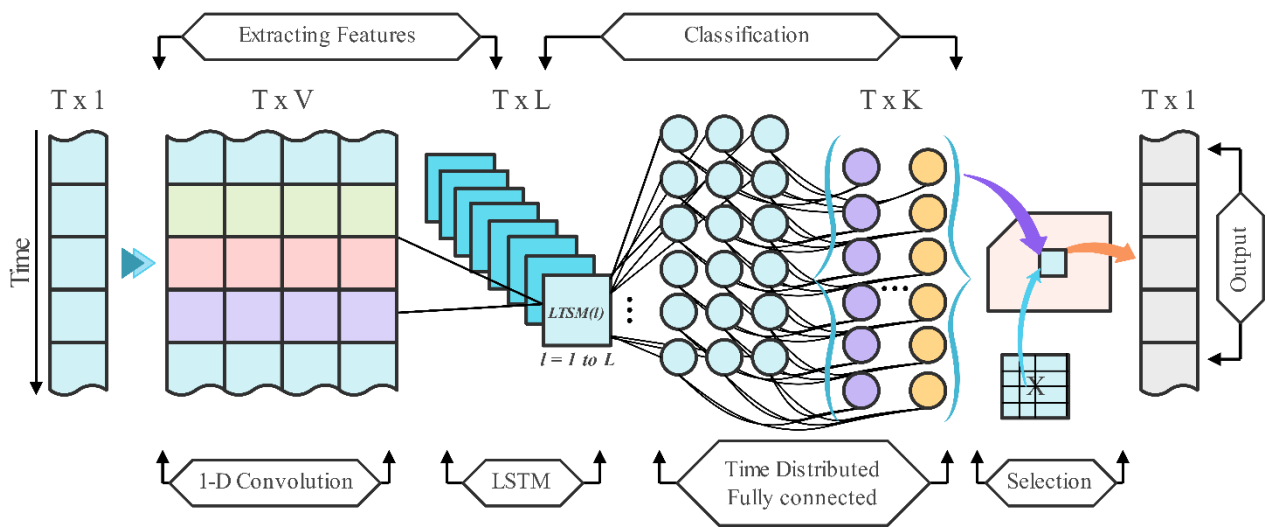 Extracting Features
Classification
T x 1
T x V
T x L
T x K
T x 1
Time
LTSM(l)
l = 1 to L
X
Output
1-D Convolution
LSTM
Time Distributed
Fully connected
Selection